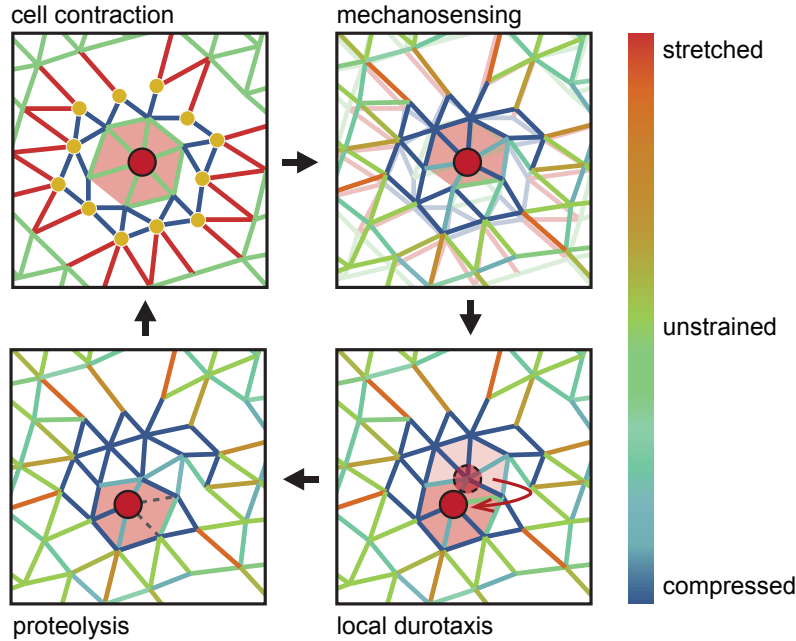 cell contraction
mechanosensing
stretched
unstrained
compressed
proteolysis
local durotaxis